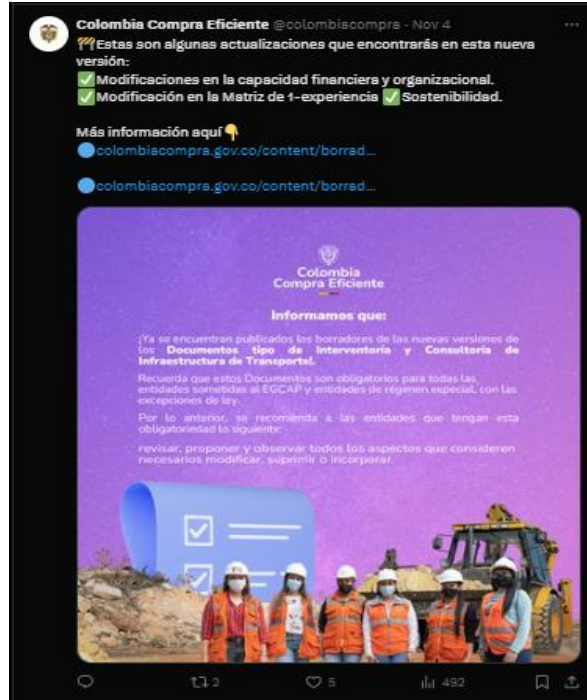 Colombia Compra Eficiente @colombiacompra · Nov 4
🚧Estas son algunas actualizaciones que encontrarás en esta nueva
versión:
✅Modificaciones en la capacidad financiera y organizacional.
✅Modificación en la Matriz de 1-experiencia ✅Sostenibilidad.
Más información aquí👇
🔵colombiacompra.gov.co/content/borrad...
🔵colombiacompra.gov.co/content/borrad...
Colombia
Compra Eficiente
Informamos que:
¡Ya se encuentran publicados los borradores de las nuevas versiones de
los Documentos tipo de Interventoría y Consultoría de
Infraestructura de Transporte!.
Recuerda que estos Documentos son obligatorios para todas las
entidades sometidas al EGCAP y entidades de régimen especial, con las
excepciones de ley.
Por lo anterior, se recomienda a las entidades que tengan esta
obligatoriedad lo siguiente:
revisar, proponer y observar todos los aspectos que consideren
necesarios modificar, suprimir o incorporar.
2
5
492